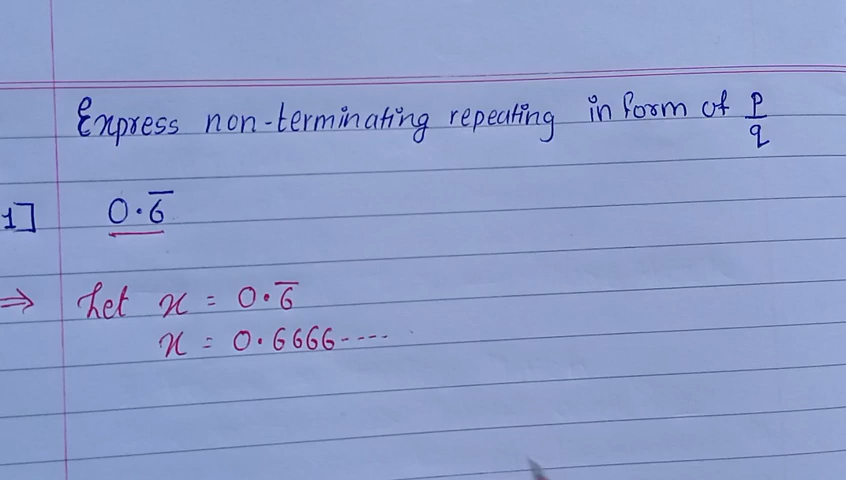 Express non-terminating repeating in form of p/q
1] 0.6̅
⇒ Let x = 0.6̅
x = 0.6666----